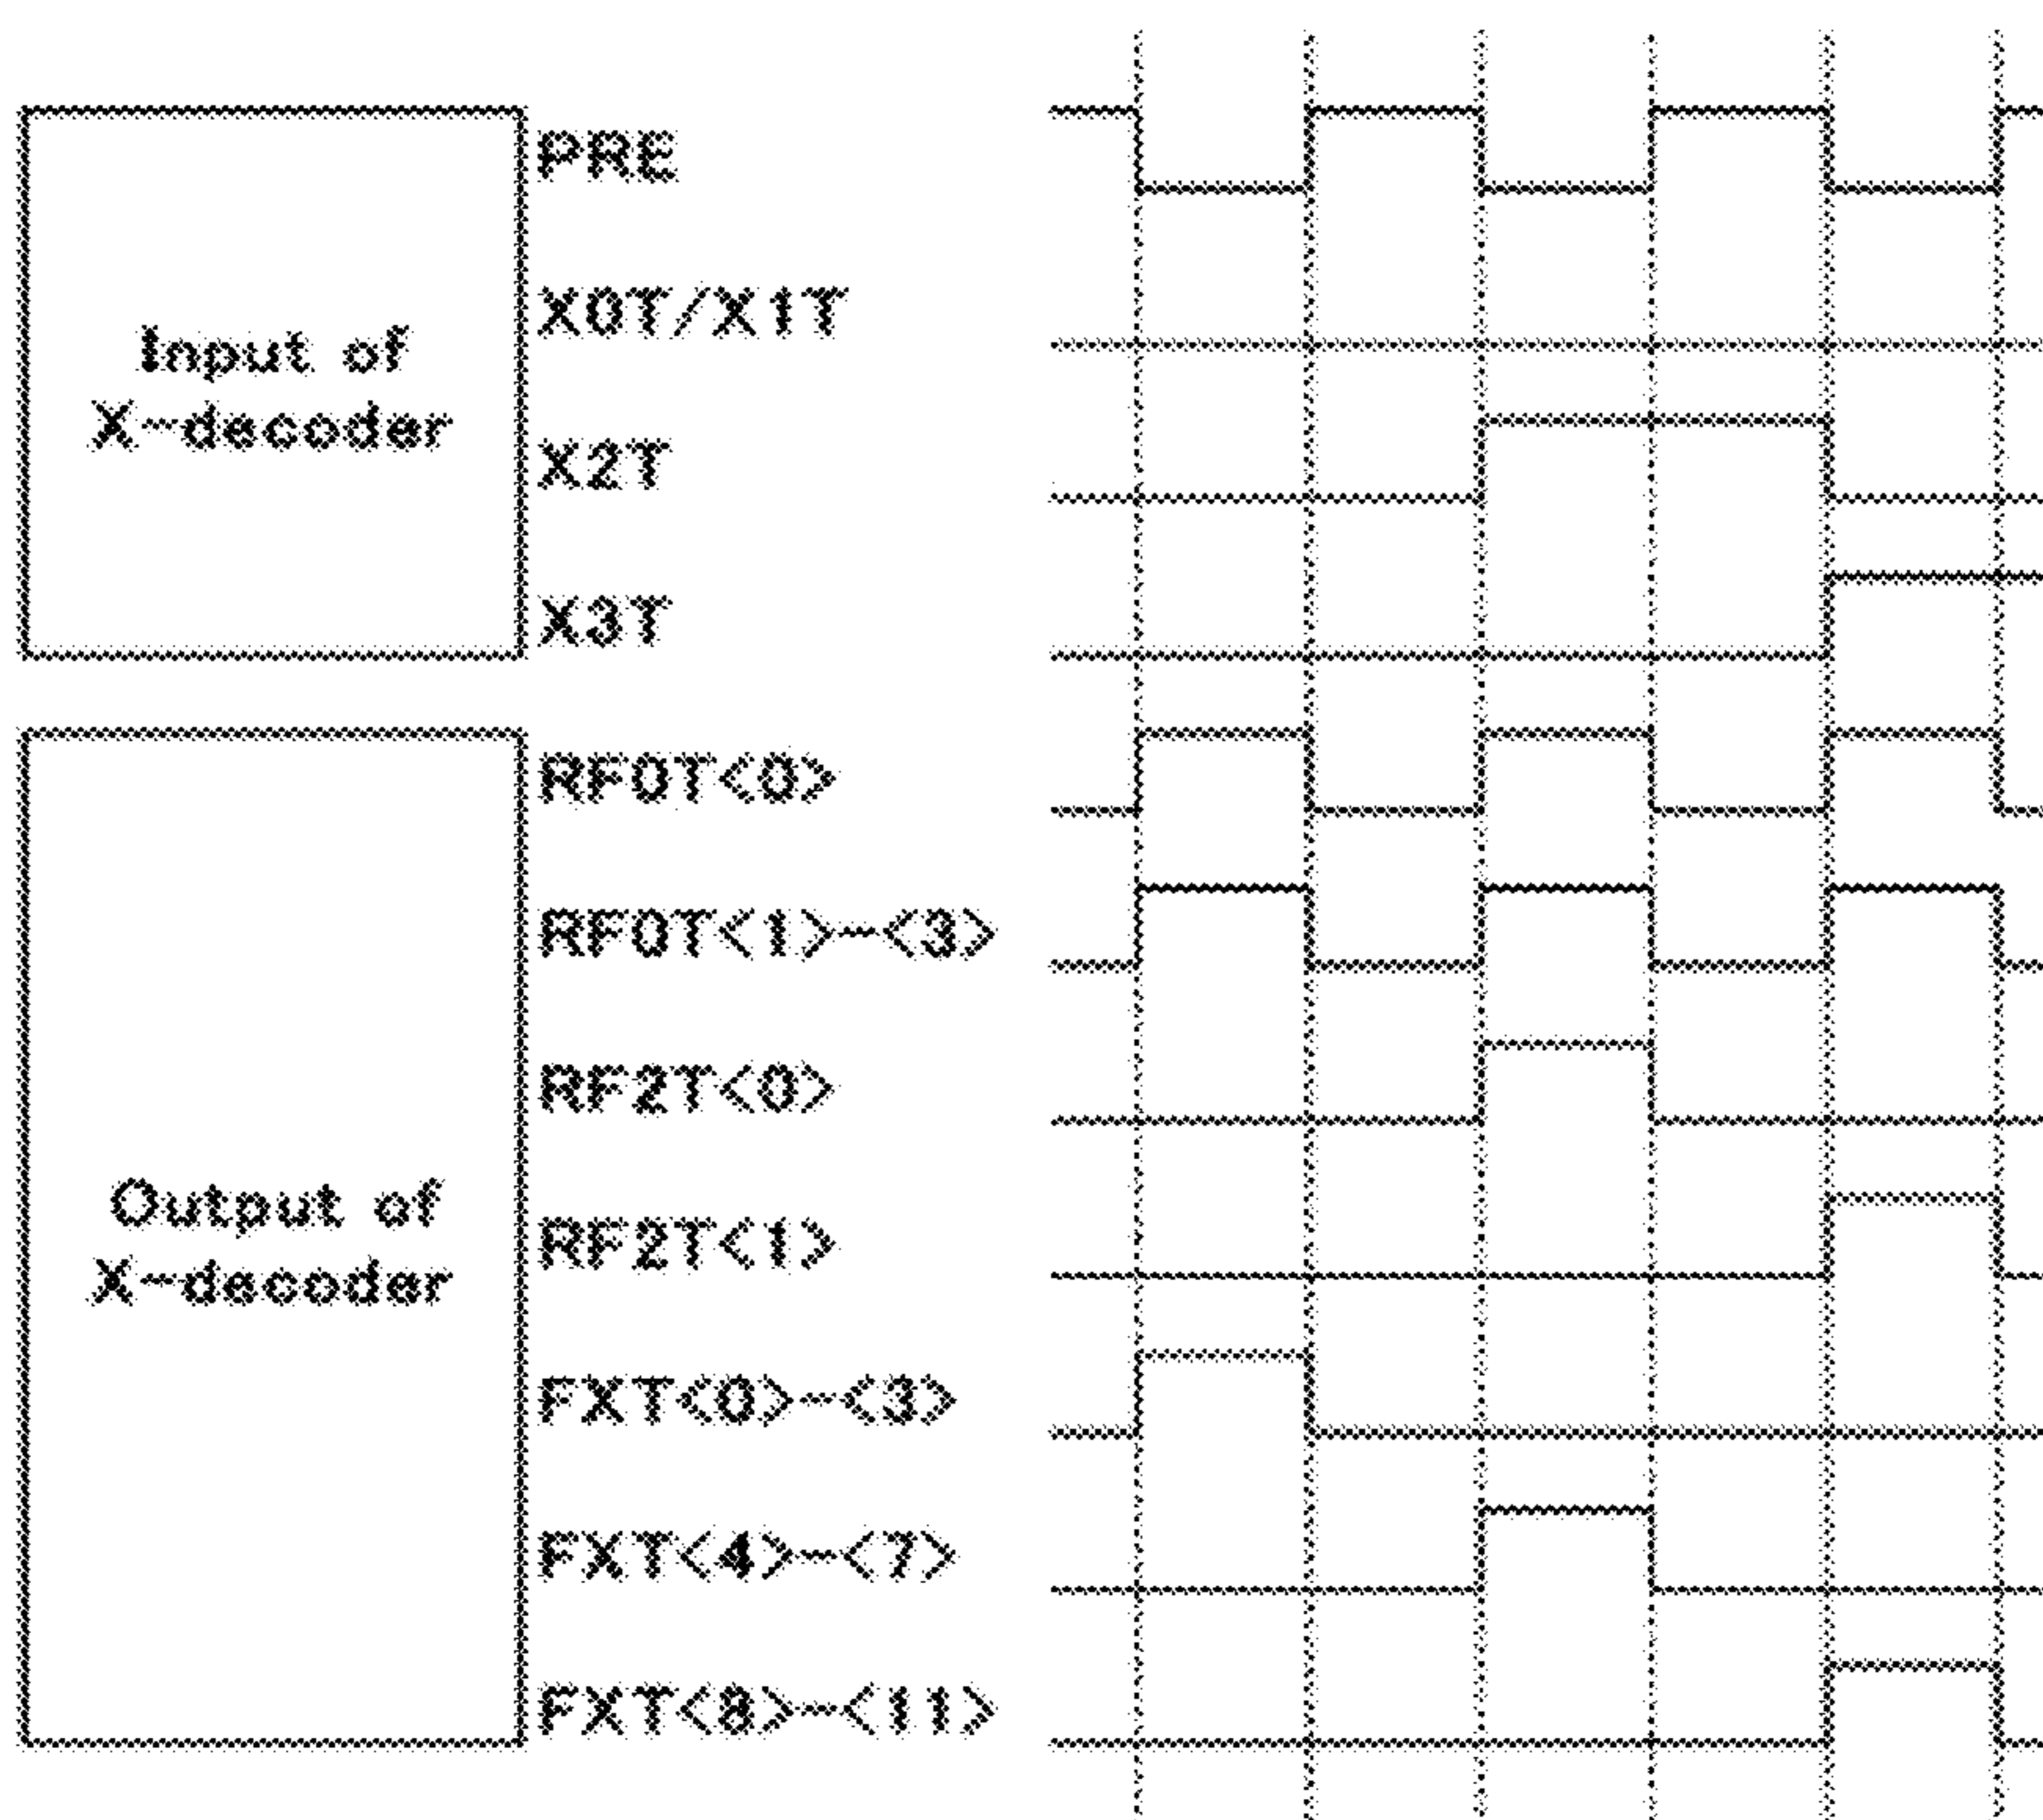 PRE
X0T/X1T
Input of
X-decoder
X2T
X3T
RF0T<0>
RF0T<1>-<3>
RF2T<0>
Output of
X-decoder
RF2T<1>
FXT<0>-<3>
FXT<4>-<7>
FXT<8>-<11>